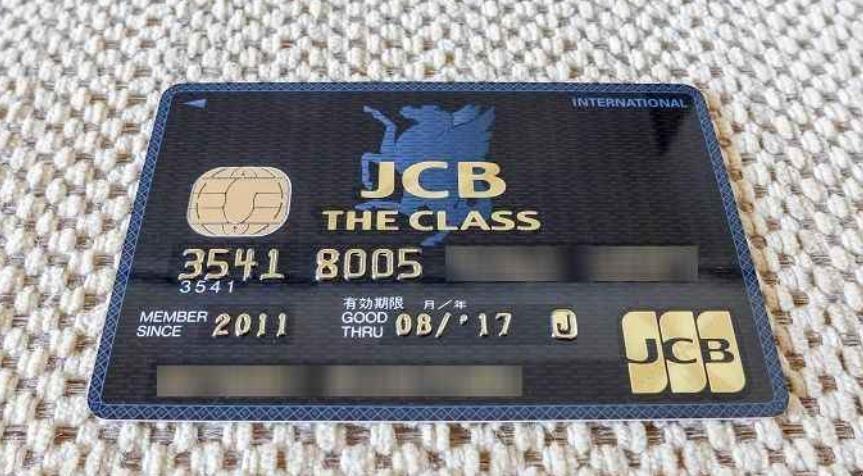 INTERNATIONAL
JCB
THE CLASS
3541 8005
3541
有効期限 月/年
MEMBER SINCE 2011 GOOD THRU 08/'17 J
JCB